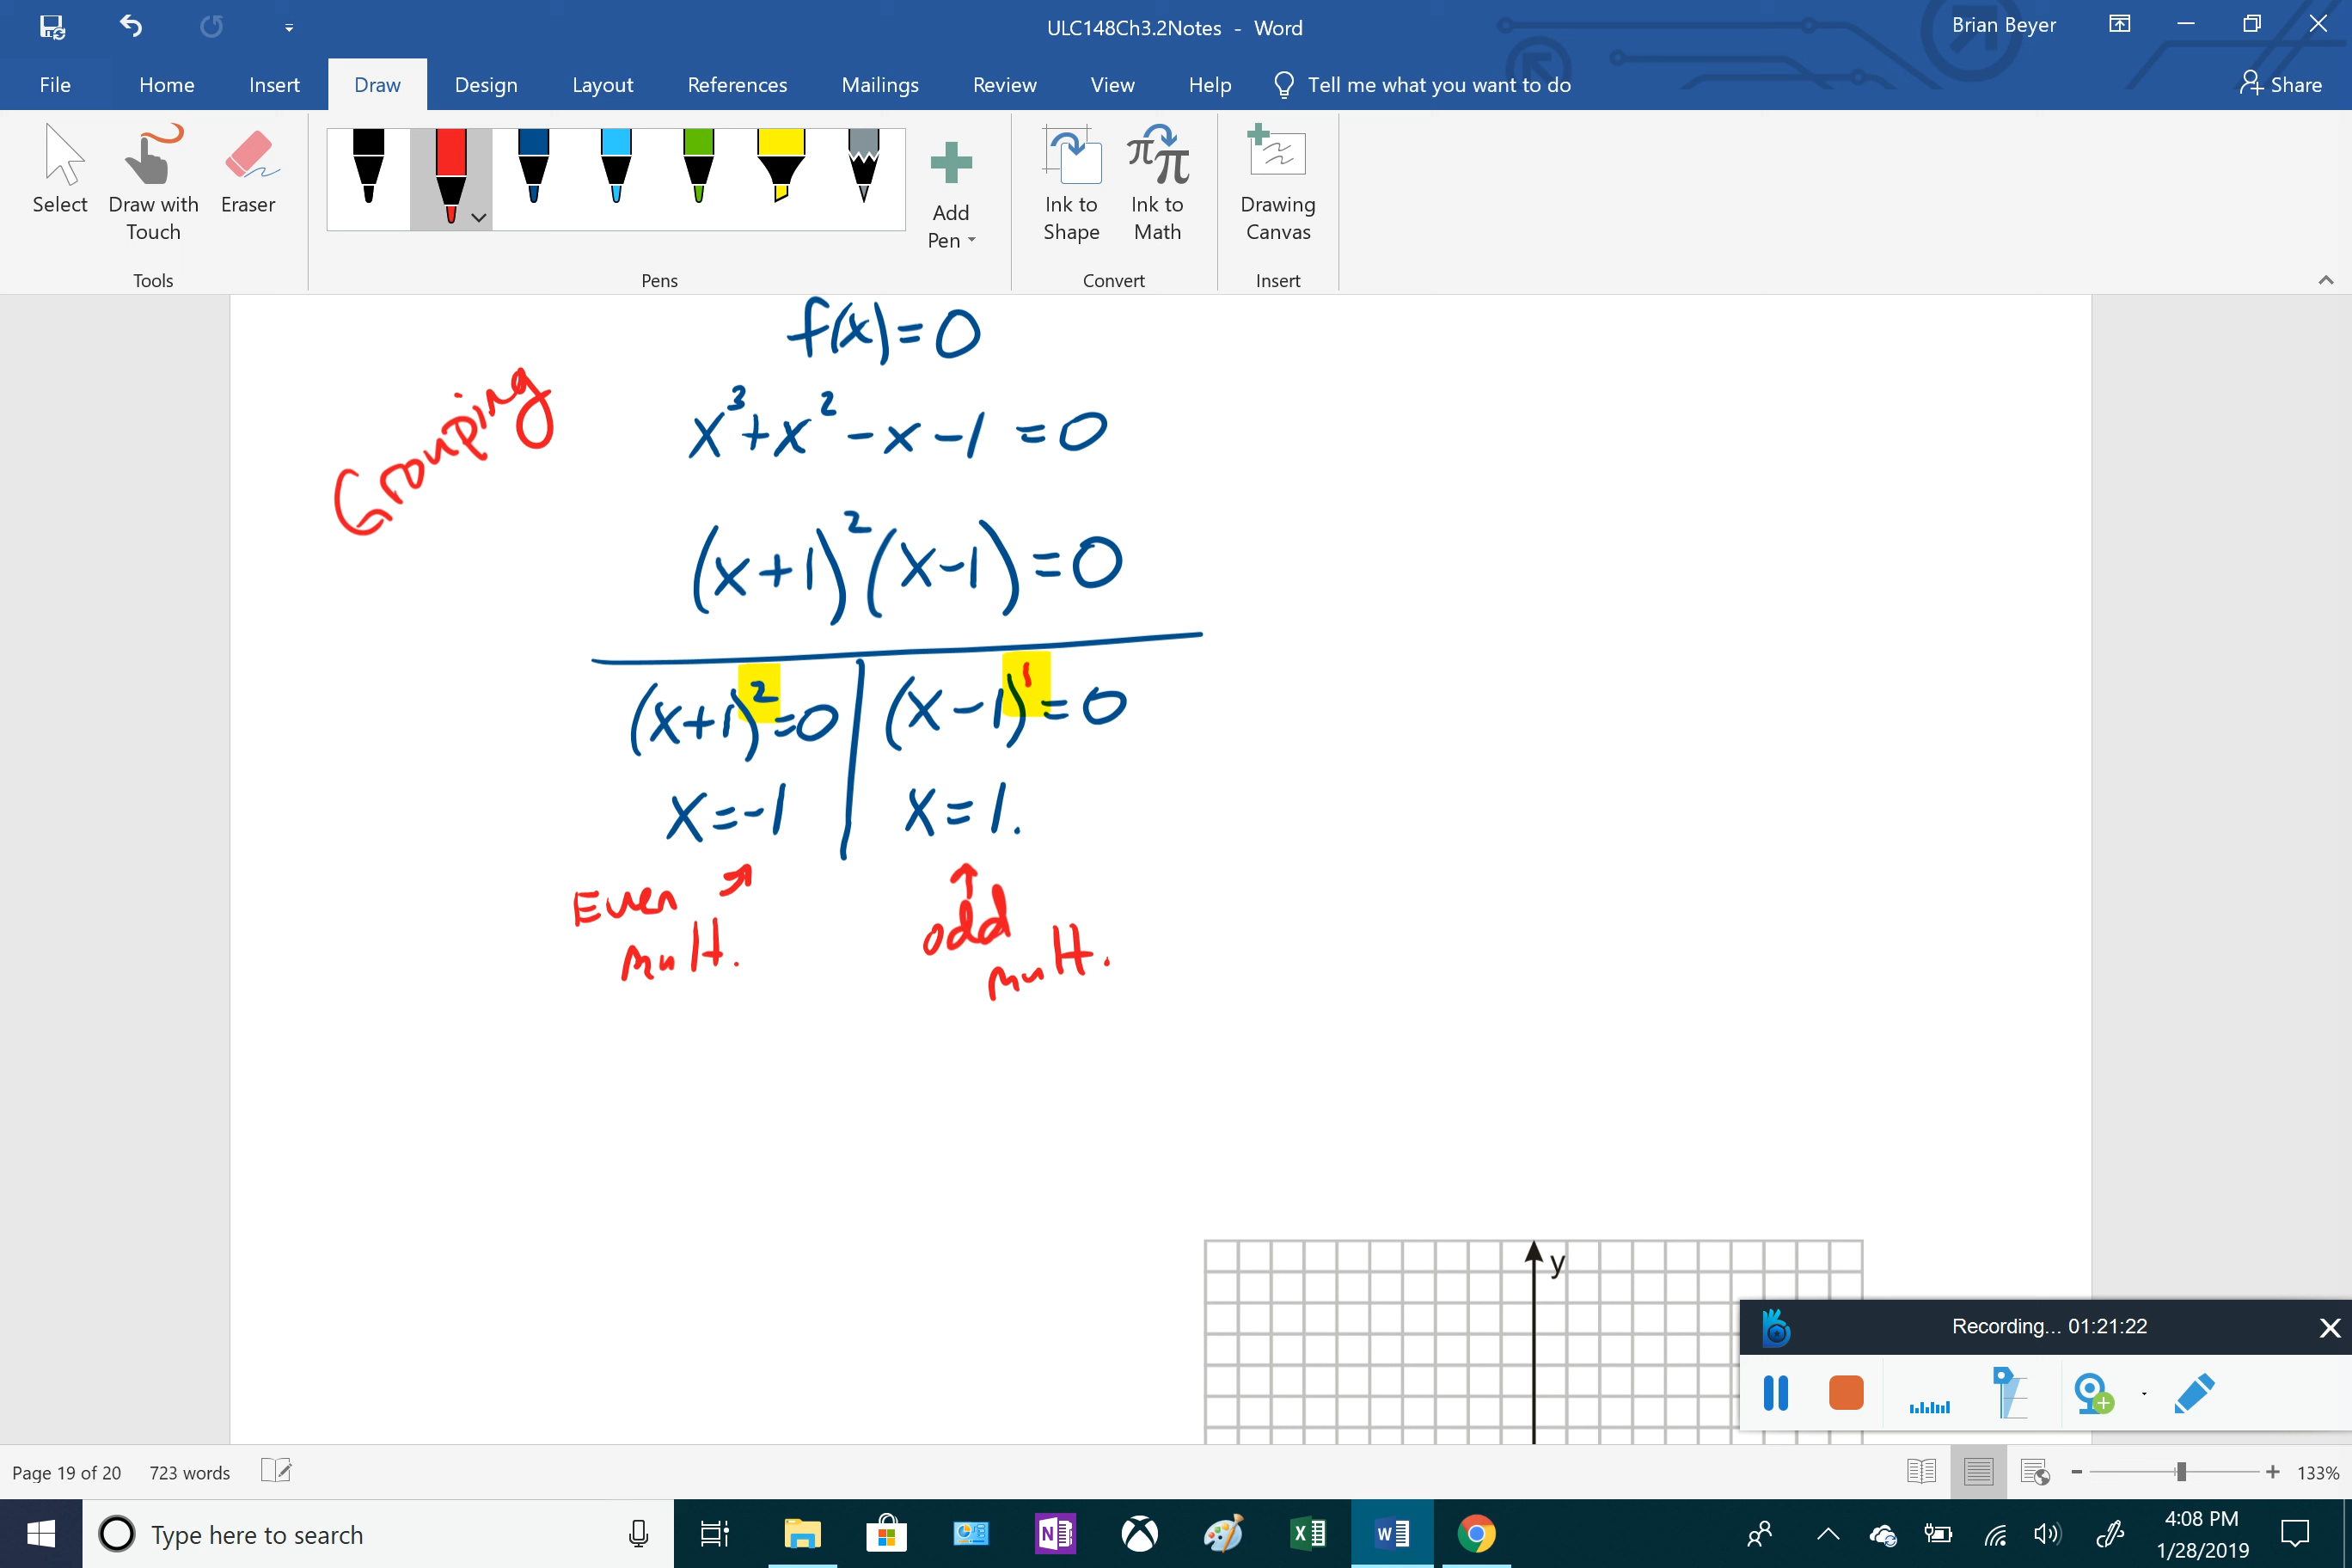 ULC148Ch3.2Notes - Word
Brian Beyer
File Home Insert Draw Design Layout References Mailings Review View Help Tell me what you want to do Share
Select Draw with Touch Eraser Add Pen Ink to Shape Ink to Math Drawing Canvas
Tools Pens Convert Insert
f(x)=0
Grouping
x³+x²-x-1=0
(x+1)²(x-1)=0
(x+1)²=0 (x-1)¹=0
x=-1 x=1.
Even mult.
odd mult.
y
Recording... 01:21:22
Page 19 of 20 723 words 133%
Type here to search
4:08 PM
1/28/2019